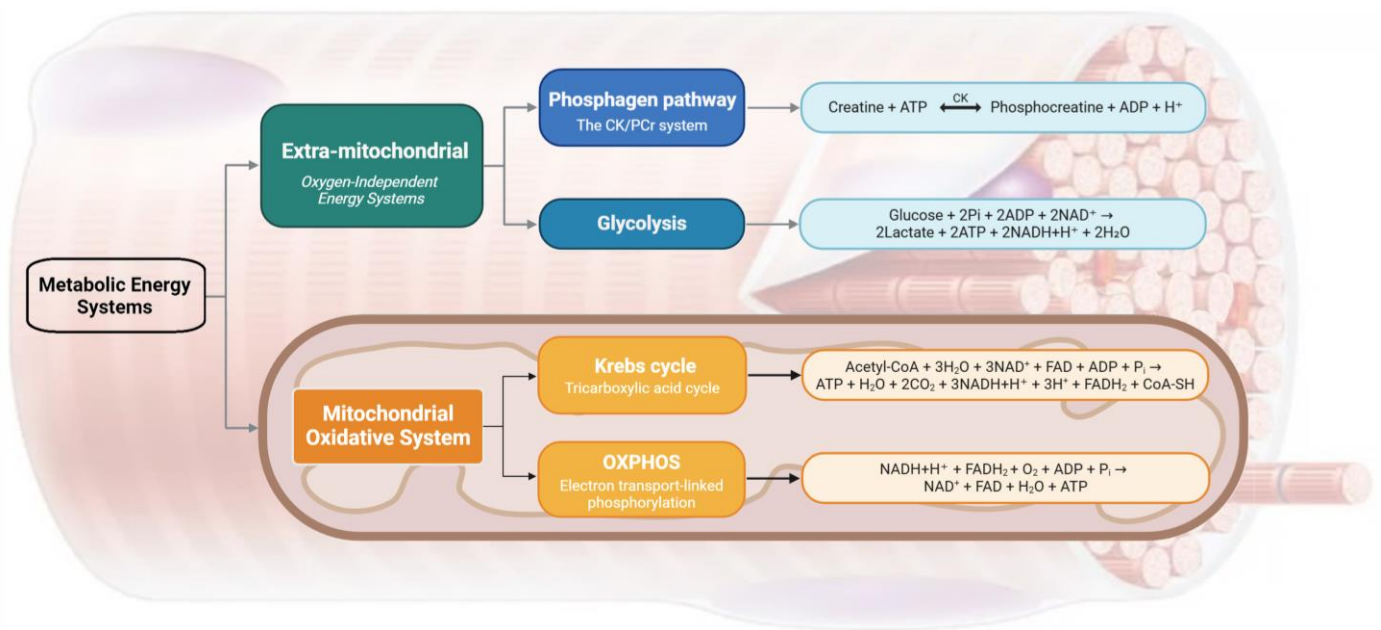 Metabolic Energy
Systems
Extra-mitochondrial
Oxygen-Independent
Energy Systems
Phosphagen pathway
The CK/PCr system
Creatine + ATP ⟷ Phosphocreatine + ADP + H⁺
CK
Glycolysis
Glucose + 2Pi + 2ADP + 2NAD⁺ →
2Lactate + 2ATP + 2NADH+H⁺ + 2H₂O
Mitochondrial
Oxidative System
Krebs cycle
Tricarboxylic acid cycle
Acetyl-CoA + 3H₂O + 3NAD⁺ + FAD + ADP + Pᵢ →
ATP + H₂O + 2CO₂ + 3NADH+H⁺ + 3H⁺ + FADH₂ + CoA-SH
OXPHOS
Electron transport-linked
phosphorylation
NADH+H⁺ + FADH₂ + O₂ + ADP + Pᵢ →
NAD⁺ + FAD + H₂O + ATP